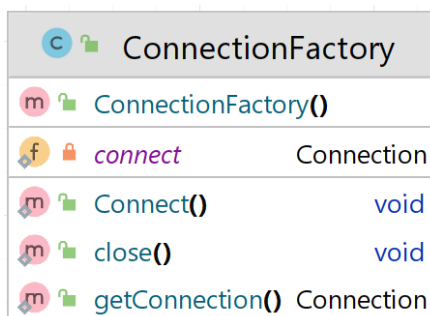 C ConnectionFactory
m ConnectionFactory()
f connect Connection
m Connect() void
m close() void
m getConnection() Connection